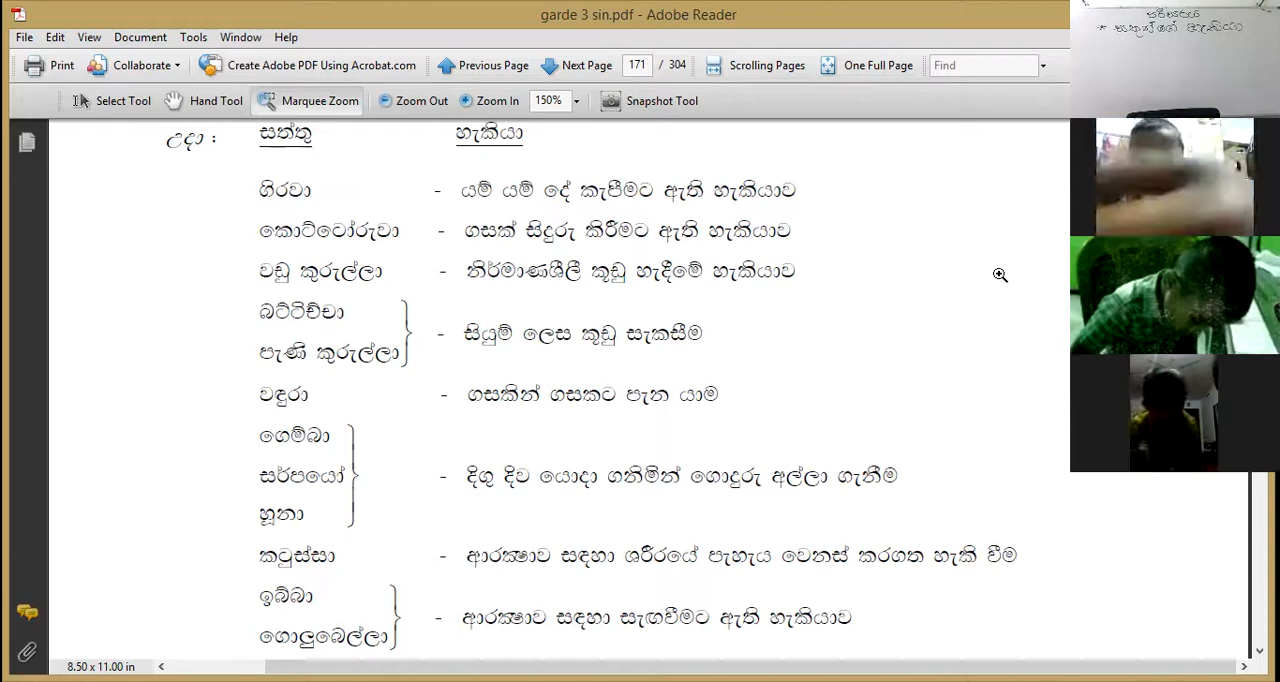 garde 3 sin.pdf - Adobe Reader
File Edit View Document Tools Window Help
Print Collaborate Create Adobe PDF Using Acrobat.com Previous Page Next Page 171 / 304 Scrolling Pages One Full Page Find
Select Tool Hand Tool Marquee Zoom Zoom Out Zoom In 150% Snapshot Tool
උදා : සත්තු හැකියා
ගිරවා - යම් යම් දේ කැපීමට ඇති හැකියාව
කොට්ටෝරුවා - ගසක් සිදුරු කිරීමට ඇති හැකියාව
වඩු කුරුල්ලා - නිර්මාණශීලී කූඩු හැදීමේ හැකියාව
බට්ටිච්චා
පැණි කුරුල්ලා - සියුම් ලෙස කූඩු සැකසීම
වඳුරා - ගසකින් ගසකට පැන යාම
ගෙම්බා
සර්පයෝ - දිගු දිව යොදා ගනිමින් ගොදුරු අල්ලා ගැනීම
හූනා
කටුස්සා - ආරක්‍ෂාව සඳහා ශරීරයේ පැහැය වෙනස් කරගත හැකි වීම
ඉබ්බා
ගොලුබෙල්ලා - ආරක්‍ෂාව සඳහා සැඟවීමට ඇති හැකියාව
8.50 x 11.00 in
පරිසරය
* සතුන්ගේ හැකියා